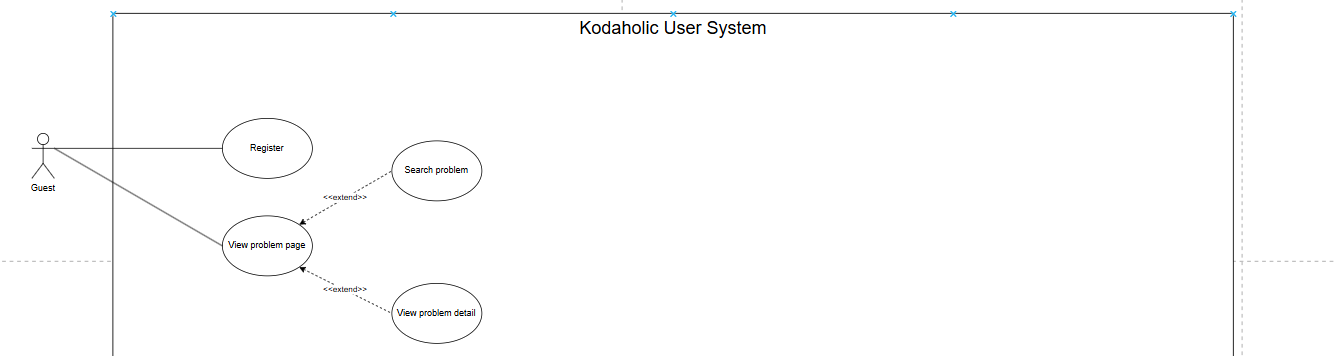 Kodaholic User System
Register
Search problem
Guest
<<extend>>
View problem page
<<extend>>
View problem detail